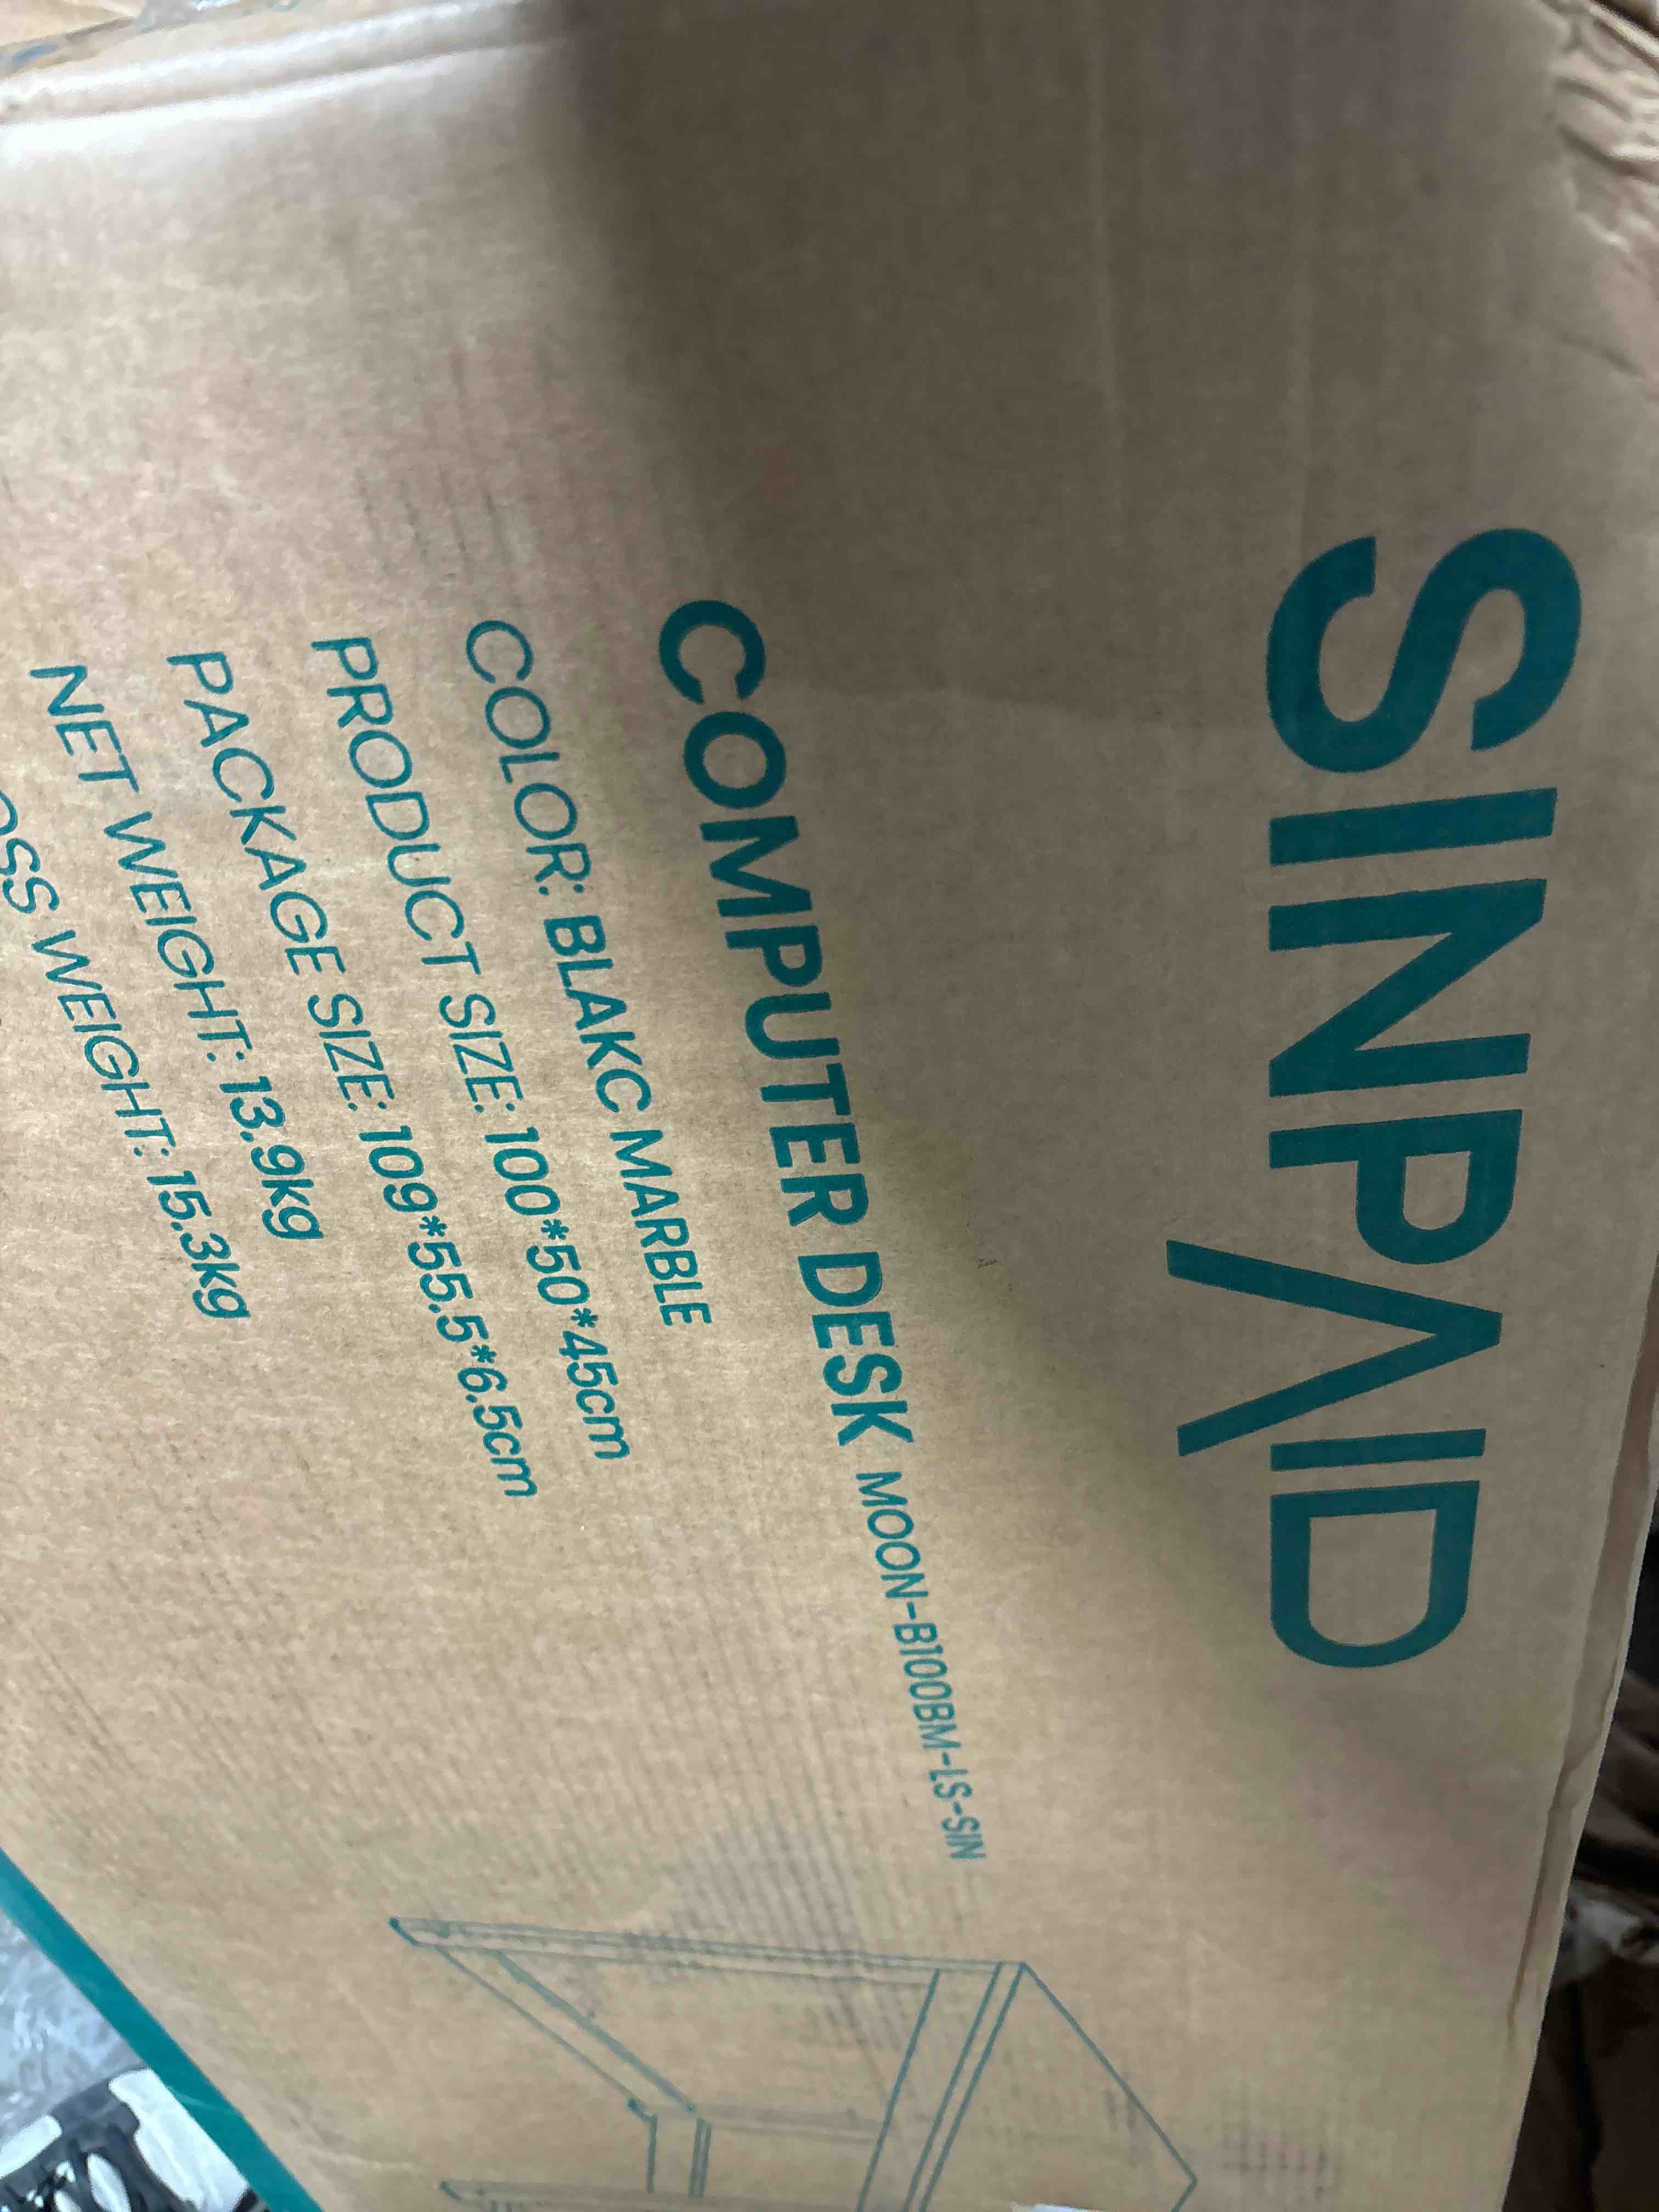 SINPAID
COMPUTER DESK MOON-B100BM-LS-SIN
COLOR: BLAKC MARBLE
PRODUCT SIZE: 100*50*45cm
PACKAGE SIZE: 109*55.5*6.5cm
NET WEIGHT: 13.9kg
WEIGHT: 15.3kg